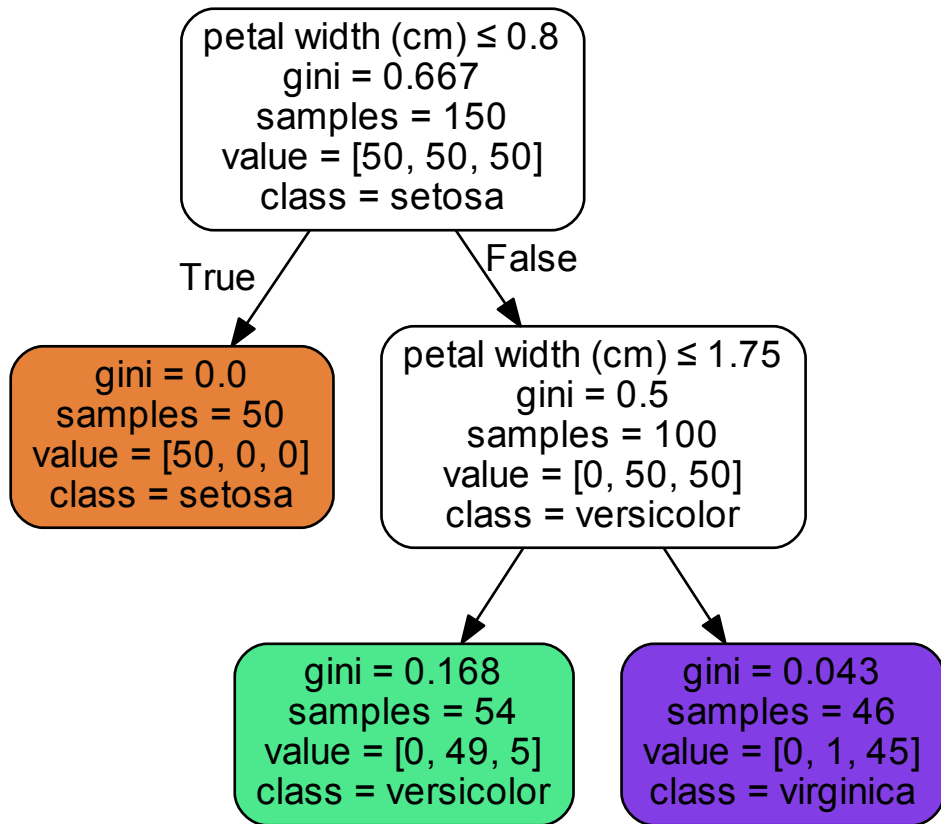 petal width (cm) ≤ 0.8
gini = 0.667
samples = 150
value = [50, 50, 50]
class = setosa
True
False
gini = 0.0
samples = 50
value = [50, 0, 0]
class = setosa
petal width (cm) ≤ 1.75
gini = 0.5
samples = 100
value = [0, 50, 50]
class = versicolor
gini = 0.168
samples = 54
value = [0, 49, 5]
class = versicolor
gini = 0.043
samples = 46
value = [0, 1, 45]
class = virginica